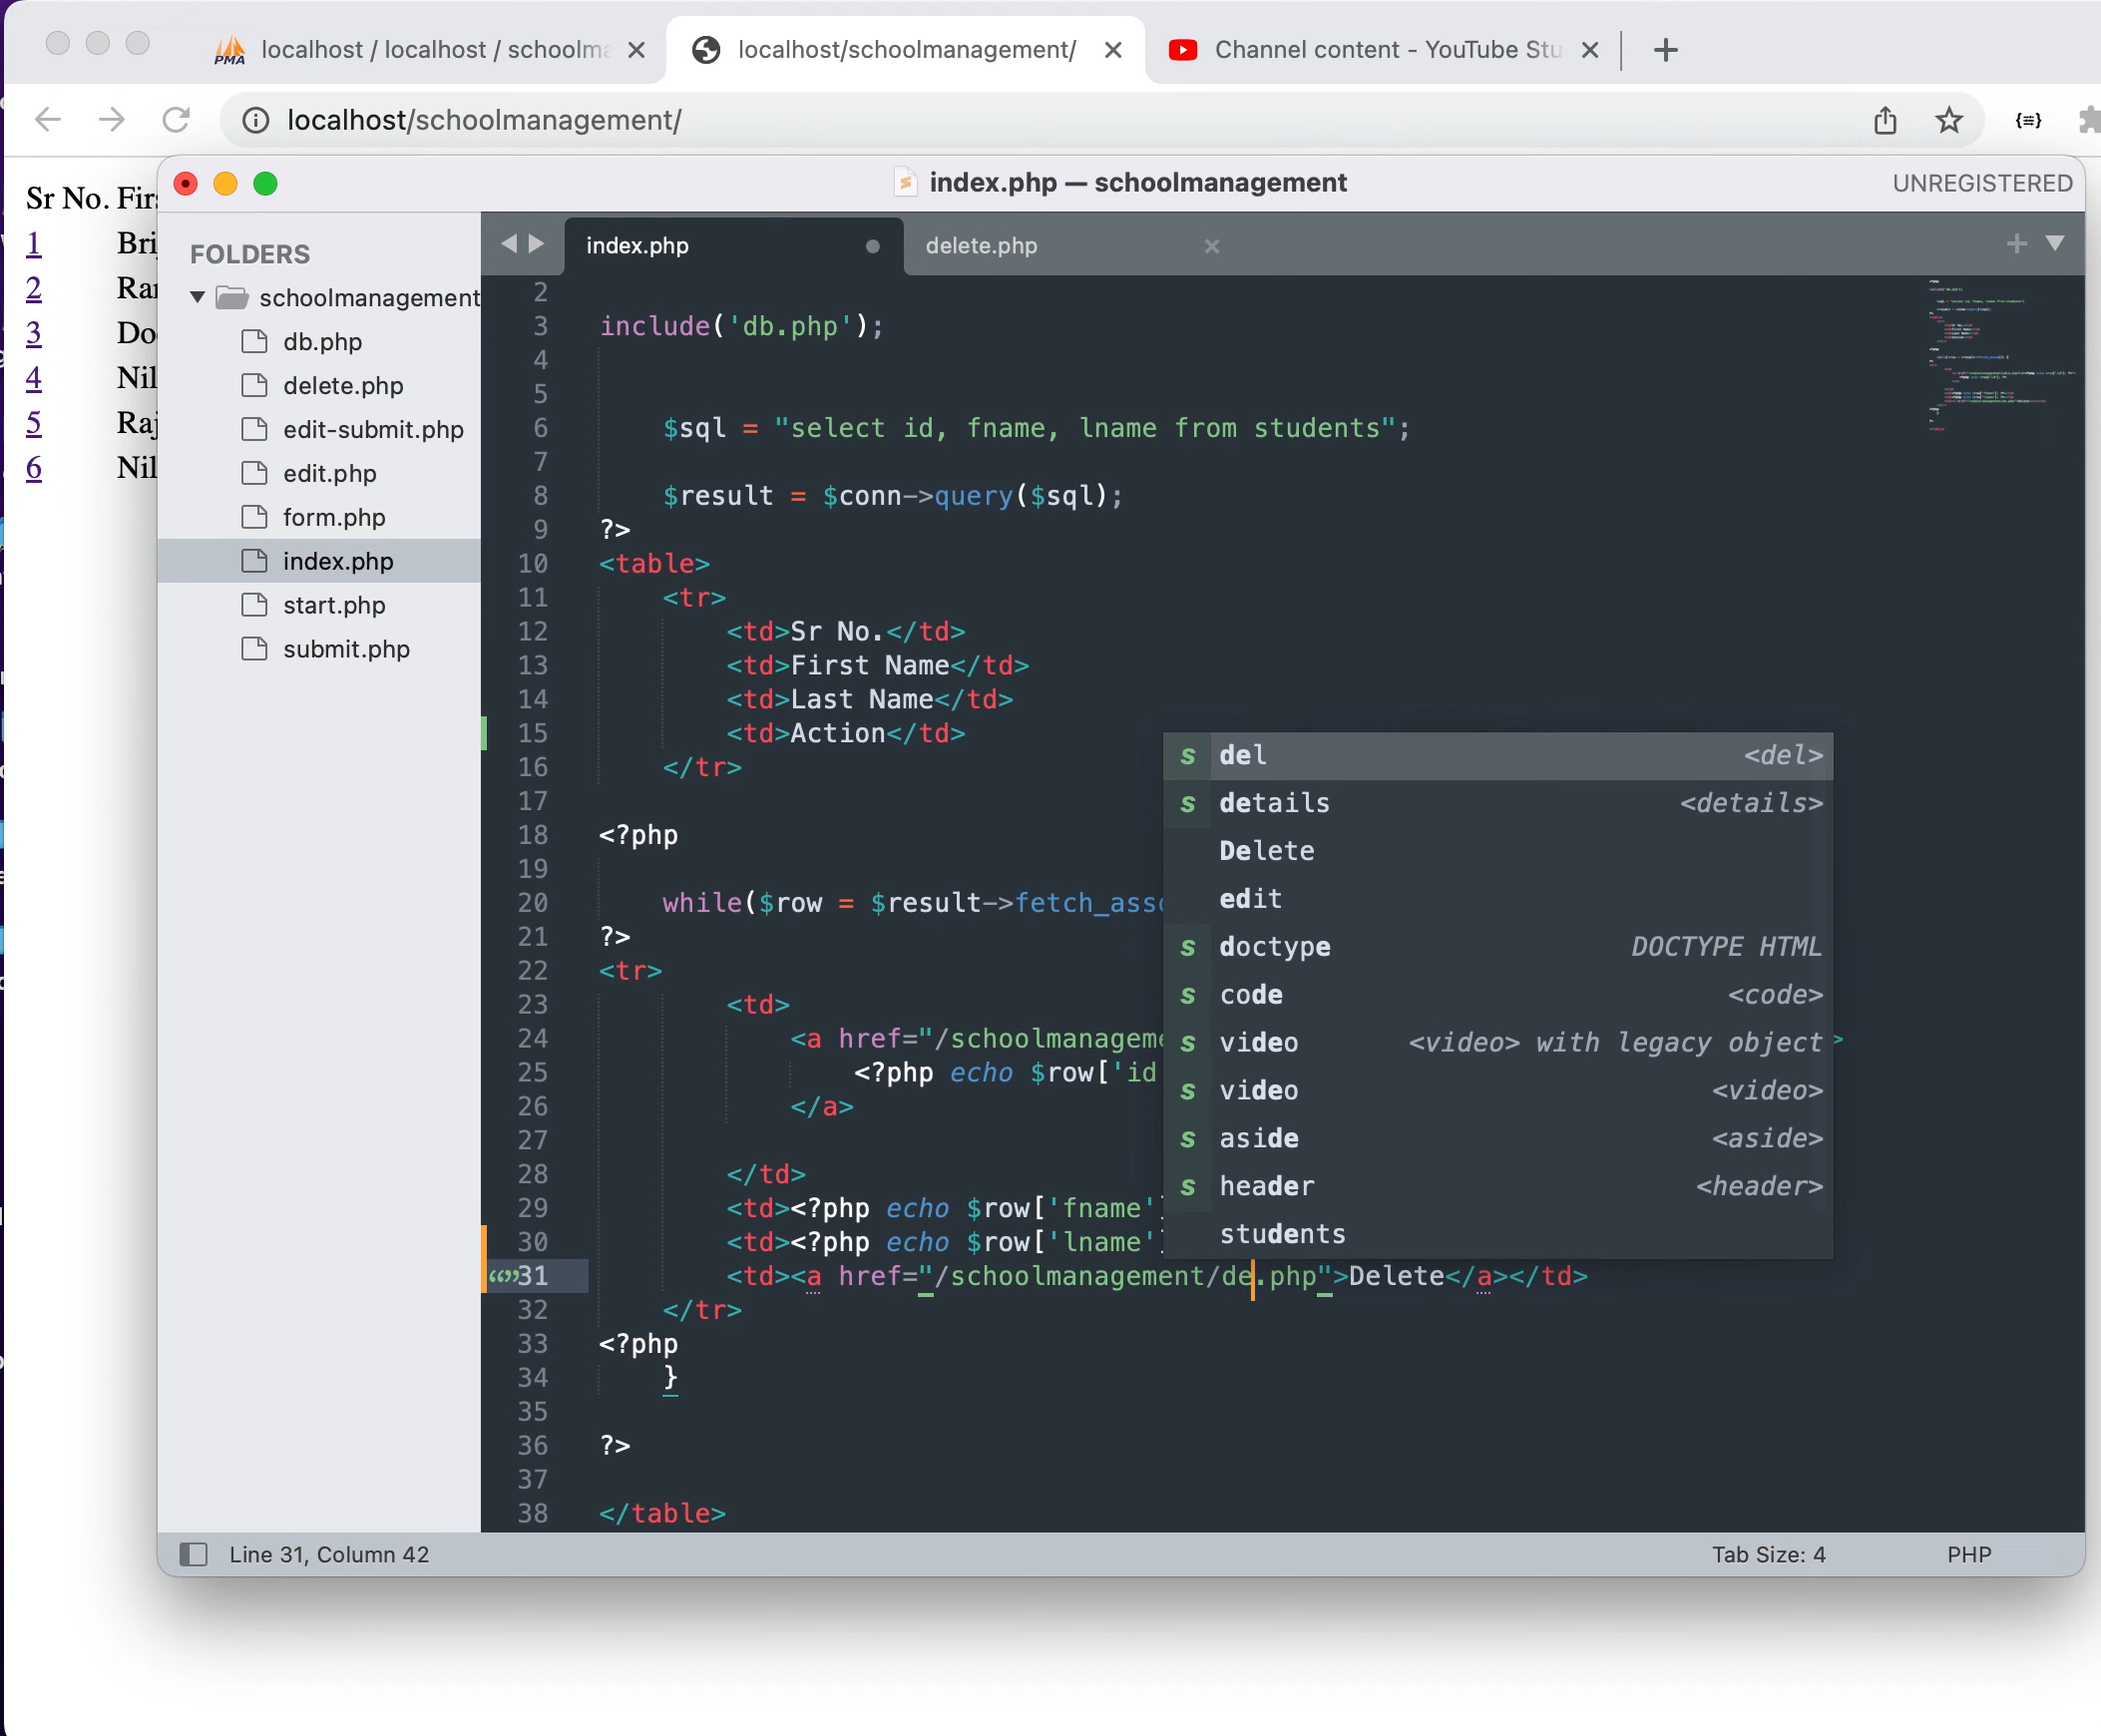 localhost / localhost / schoolma
localhost/schoolmanagement/
Channel content - YouTube Stu
localhost/schoolmanagement/
index.php — schoolmanagement
UNREGISTERED
Sr No. Firs
1 Bri
2 Ran
3 Do
4 Nil
5 Raj
6 Nil
FOLDERS
schoolmanagement
db.php
delete.php
edit-submit.php
edit.php
form.php
index.php
start.php
submit.php
index.php
delete.php
2
3 include('db.php');
4
5
6 $sql = "select id, fname, lname from students";
7
8 $result = $conn->query($sql);
9 ?>
10 <table>
11 <tr>
12 <td>Sr No.</td>
13 <td>First Name</td>
14 <td>Last Name</td>
15 <td>Action</td>
16 </tr>
17
18 <?php
19
20 while($row = $result->fetch_asso
21 ?>
22 <tr>
23 <td>
24 <a href="/schoolmanageme
25 <?php echo $row['id
26 </a>
27
28 </td>
29 <td><?php echo $row['fname']
30 <td><?php echo $row['lname']
31 <td><a href="/schoolmanagement/de.php">Delete</a></td>
32 </tr>
33 <?php
34 }
35
36 ?>
37
38 </table>
s del <del>
s details <details>
Delete
edit
s doctype DOCTYPE HTML
s code <code>
s video <video> with legacy object >
s video <video>
s aside <aside>
s header <header>
students
Line 31, Column 42
Tab Size: 4
PHP